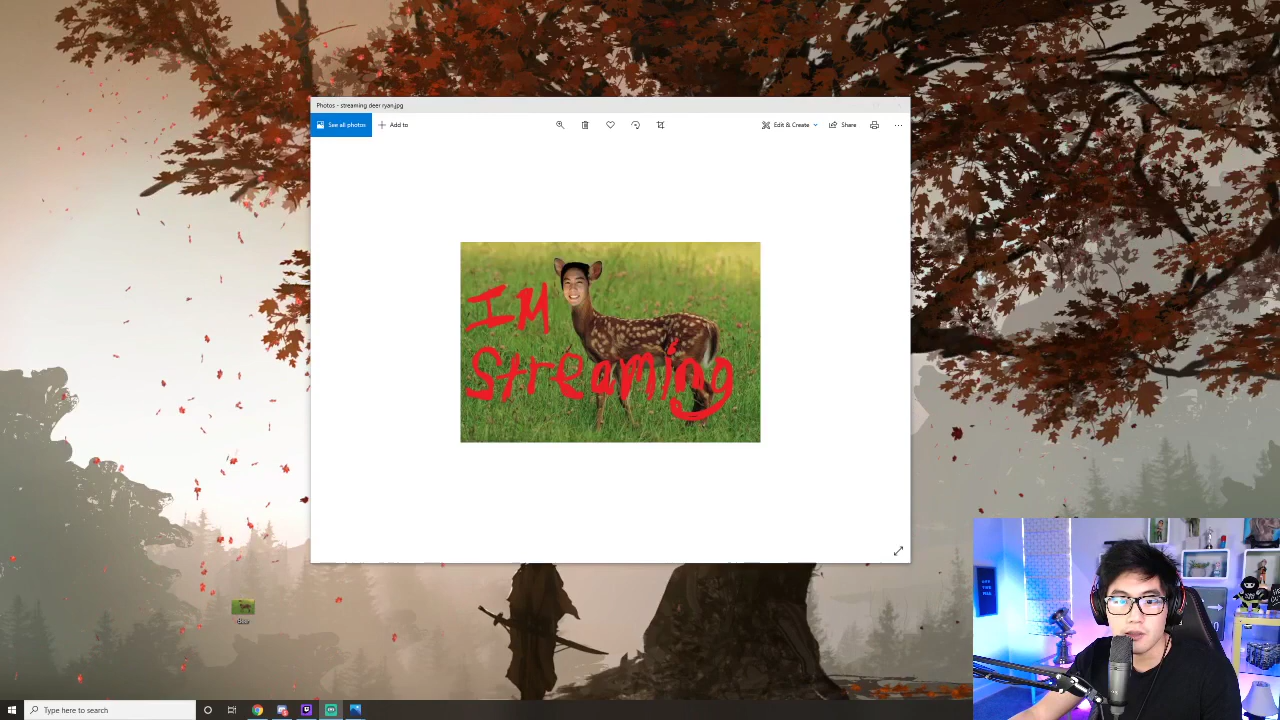 Photos - streaming deer ryan.jpg
See all photos
Add to
Edit & Create
Share
IM
Streaming
Type here to search